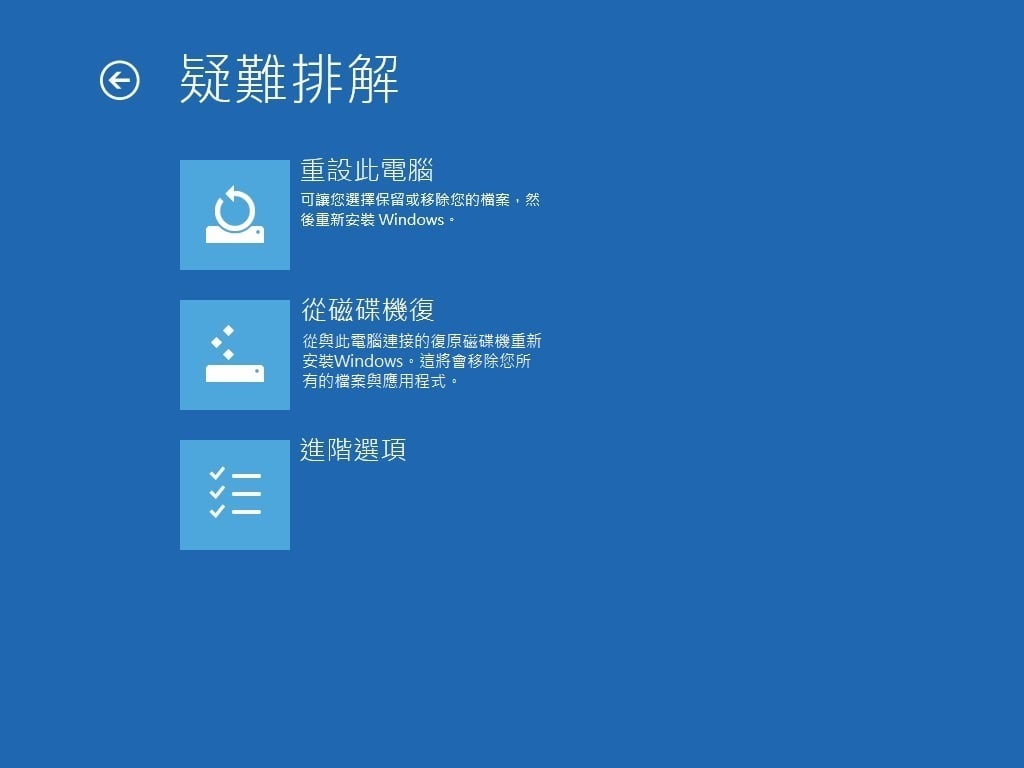 疑難排解
重設此電腦
可讓您選擇保留或移除您的檔案，然
後重新安裝 Windows。
從磁碟機復
從與此電腦連接的復原磁碟機重新
安裝Windows。這將會移除您所
有的檔案與應用程式。
進階選項